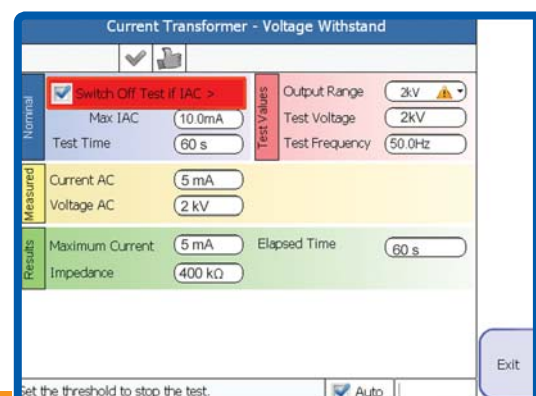 Current Transformer - Voltage Withstand
Nominal
Switch Off Test if IAC >
Max IAC 10.0mA
Test Time 60 s
Test Values
Output Range 2kV
Test Voltage 2kV
Test Frequency 50.0Hz
Measured
Current AC 5 mA
Voltage AC 2 kV
Results
Maximum Current 5 mA
Impedance 400 kΩ
Elapsed Time 60 s
Exit
Set the threshold to stop the test.
Auto